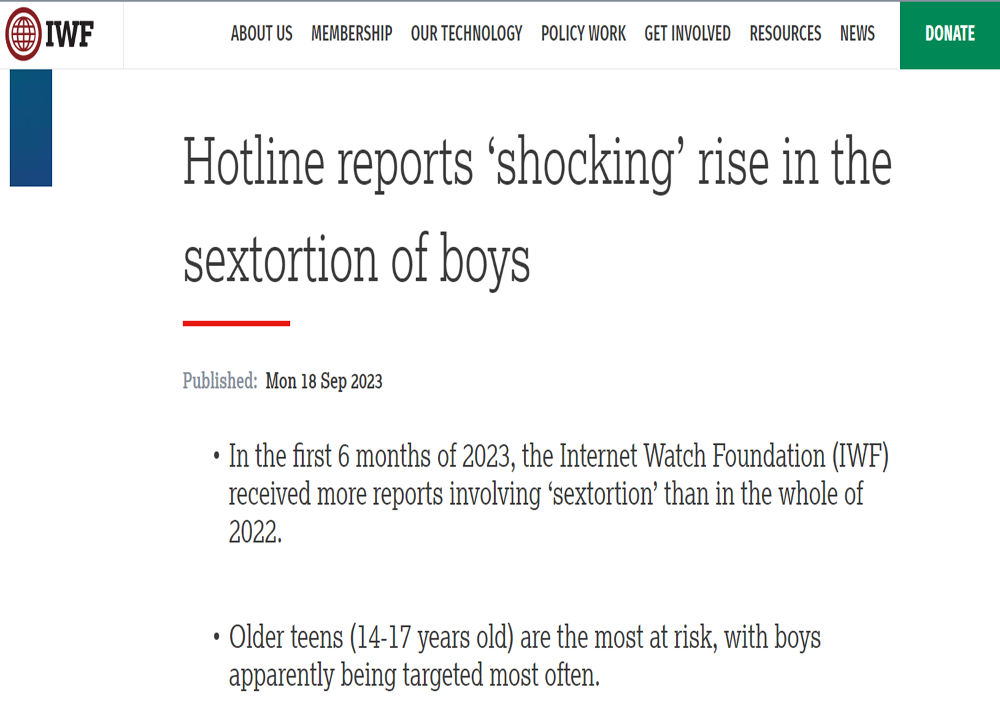 IWF
ABOUT US MEMBERSHIP OUR TECHNOLOGY POLICY WORK GET INVOLVED RESOURCES NEWS DONATE
Hotline reports ‘shocking’ rise in the
sextortion of boys
Published: Mon 18 Sep 2023
• In the first 6 months of 2023, the Internet Watch Foundation (IWF)
received more reports involving ‘sextortion’ than in the whole of
2022.
• Older teens (14-17 years old) are the most at risk, with boys
apparently being targeted most often.